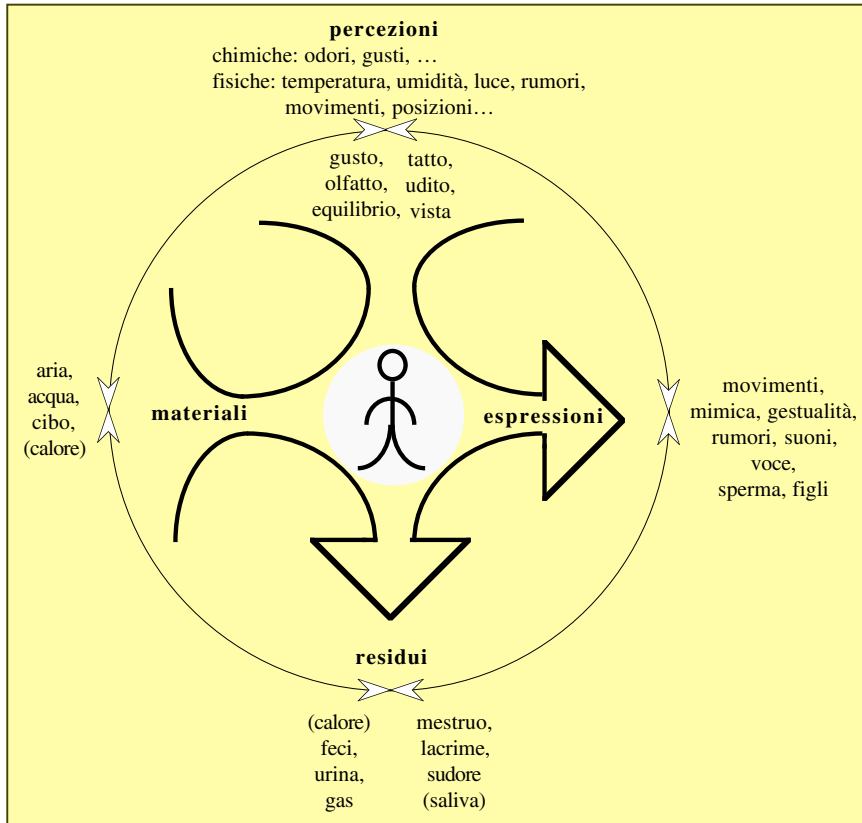 percezioni
chimiche: odori, gusti, …
fisiche: temperatura, umidità, luce, rumori,
movimenti, posizioni…
gusto,
olfatto,
equilibrio,
tatto,
udito,
vista
aria,
acqua,
cibo,
(calore)
materiali
espressioni
movimenti,
mimica, gestualità,
rumori, suoni,
voce,
sperma, figli
residui
(calore)
feci,
urina,
gas
mestruo,
lacrime,
sudore
(saliva)